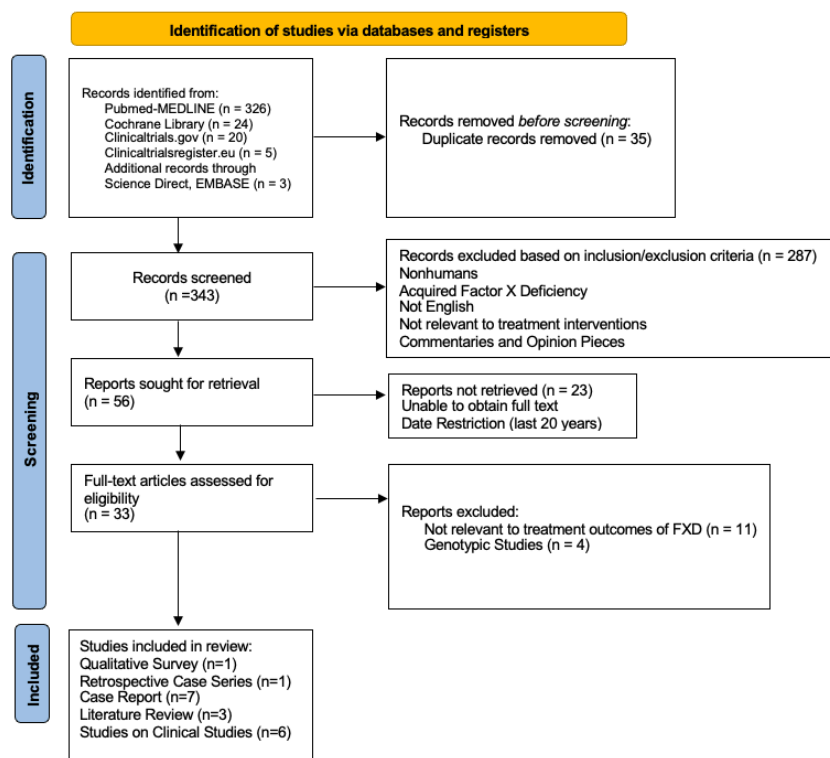 Identification of studies via databases and registers
Identification
Records identified from:
Pubmed-MEDLINE (n = 326)
Cochrane Library (n = 24)
Clinicaltrials.gov (n = 20)
Clinicaltrialsregister.eu (n = 5)
Additional records through
Science Direct, EMBASE (n = 3)
Records removed before screening:
Duplicate records removed (n = 35)
Screening
Records screened
(n =343)
Records excluded based on inclusion/exclusion criteria (n = 287)
Nonhumans
Acquired Factor X Deficiency
Not English
Not relevant to treatment interventions
Commentaries and Opinion Pieces
Reports sought for retrieval
(n = 56)
Reports not retrieved (n = 23)
Unable to obtain full text
Date Restriction (last 20 years)
Full-text articles assessed for
eligibility
(n = 33)
Reports excluded:
Not relevant to treatment outcomes of FXD (n = 11)
Genotypic Studies (n = 4)
Included
Studies included in review:
Qualitative Survey (n=1)
Retrospective Case Series (n=1)
Case Report (n=7)
Literature Review (n=3)
Studies on Clinical Studies (n=6)